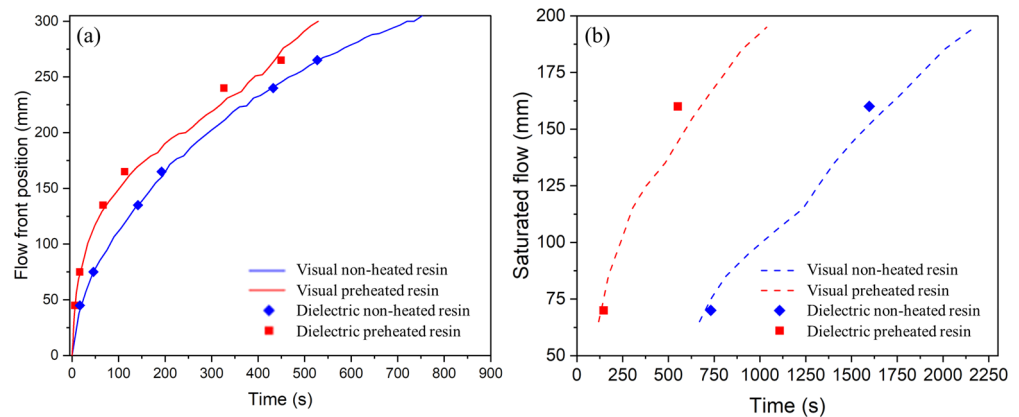 (a)
Flow front position (mm)
300
250
200
150
100
50
0
0 100 200 300 400 500 600 700 800 900
Time (s)
Visual non-heated resin
Visual preheated resin
Dielectric non-heated resin
Dielectric preheated resin
(b)
Saturated flow (mm)
200
175
150
125
100
75
50
0 250 500 750 1000 1250 1500 1750 2000 2250
Time (s)
Visual non-heated resin
Visual preheated resin
Dielectric non-heated resin
Dielectric preheated resin